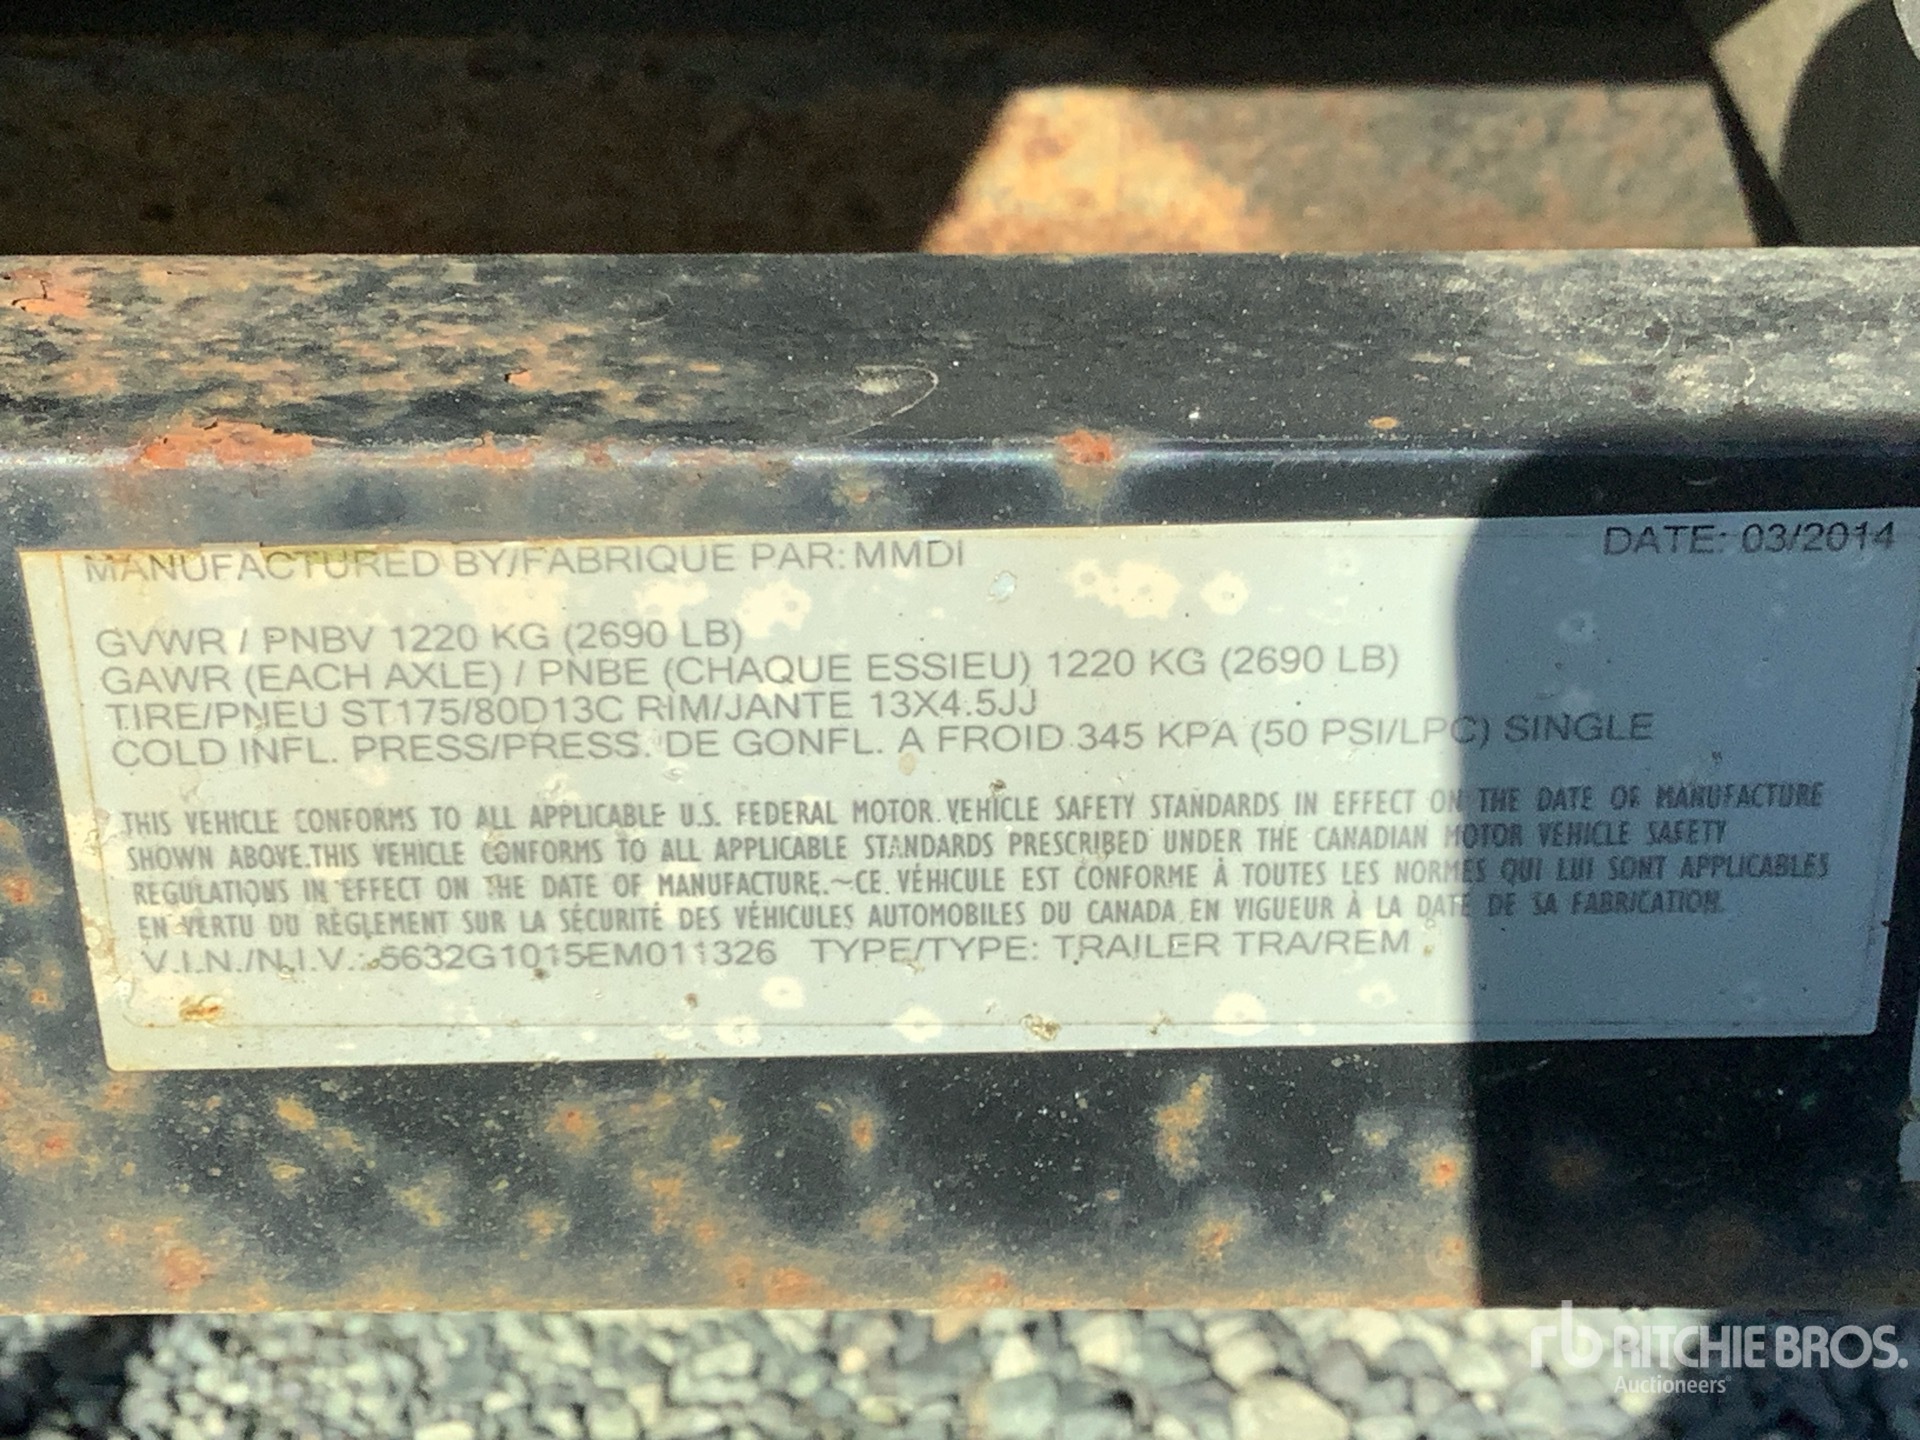 MANUFACTURED BY/FABRIQUE PAR: MMDI
DATE: 03/2014
GVWR / PNBV 1220 KG (2690 LB)
GAWR (EACH AXLE) / PNBE (CHAQUE ESSIEU) 1220 KG (2690 LB)
TIRE/PNEU ST175/80D13C RIM/JANTE 13X4.5JJ
COLD INFL. PRESS/PRESS. DE GONFL. A FROID 345 KPA (50 PSI/LPC) SINGLE
THIS VEHICLE CONFORMS TO ALL APPLICABLE U.S. FEDERAL MOTOR VEHICLE SAFETY STANDARDS IN EFFECT ON THE DATE OF MANUFACTURE
SHOWN ABOVE.THIS VEHICLE CONFORMS TO ALL APPLICABLE STANDARDS PRESCRIBED UNDER THE CANADIAN MOTOR VEHICLE SAFETY
REGULATIONS IN EFFECT ON THE DATE OF MANUFACTURE.~CE VÉHICULE EST CONFORME À TOUTES LES NORMES QUI LUI SONT APPLICABLES
EN VERTU DU RÈGLEMENT SUR LA SÉCURITÉ DES VÉHICULES AUTOMOBILES DU CANADA EN VIGUEUR À LA DATE DE SA FABRICATION.
V.I.N./N.I.V.: 5632G1015EM011326 TYPE/TYPE: TRAILER TRA/REM
rb RITCHIE BROS.
Auctioneers